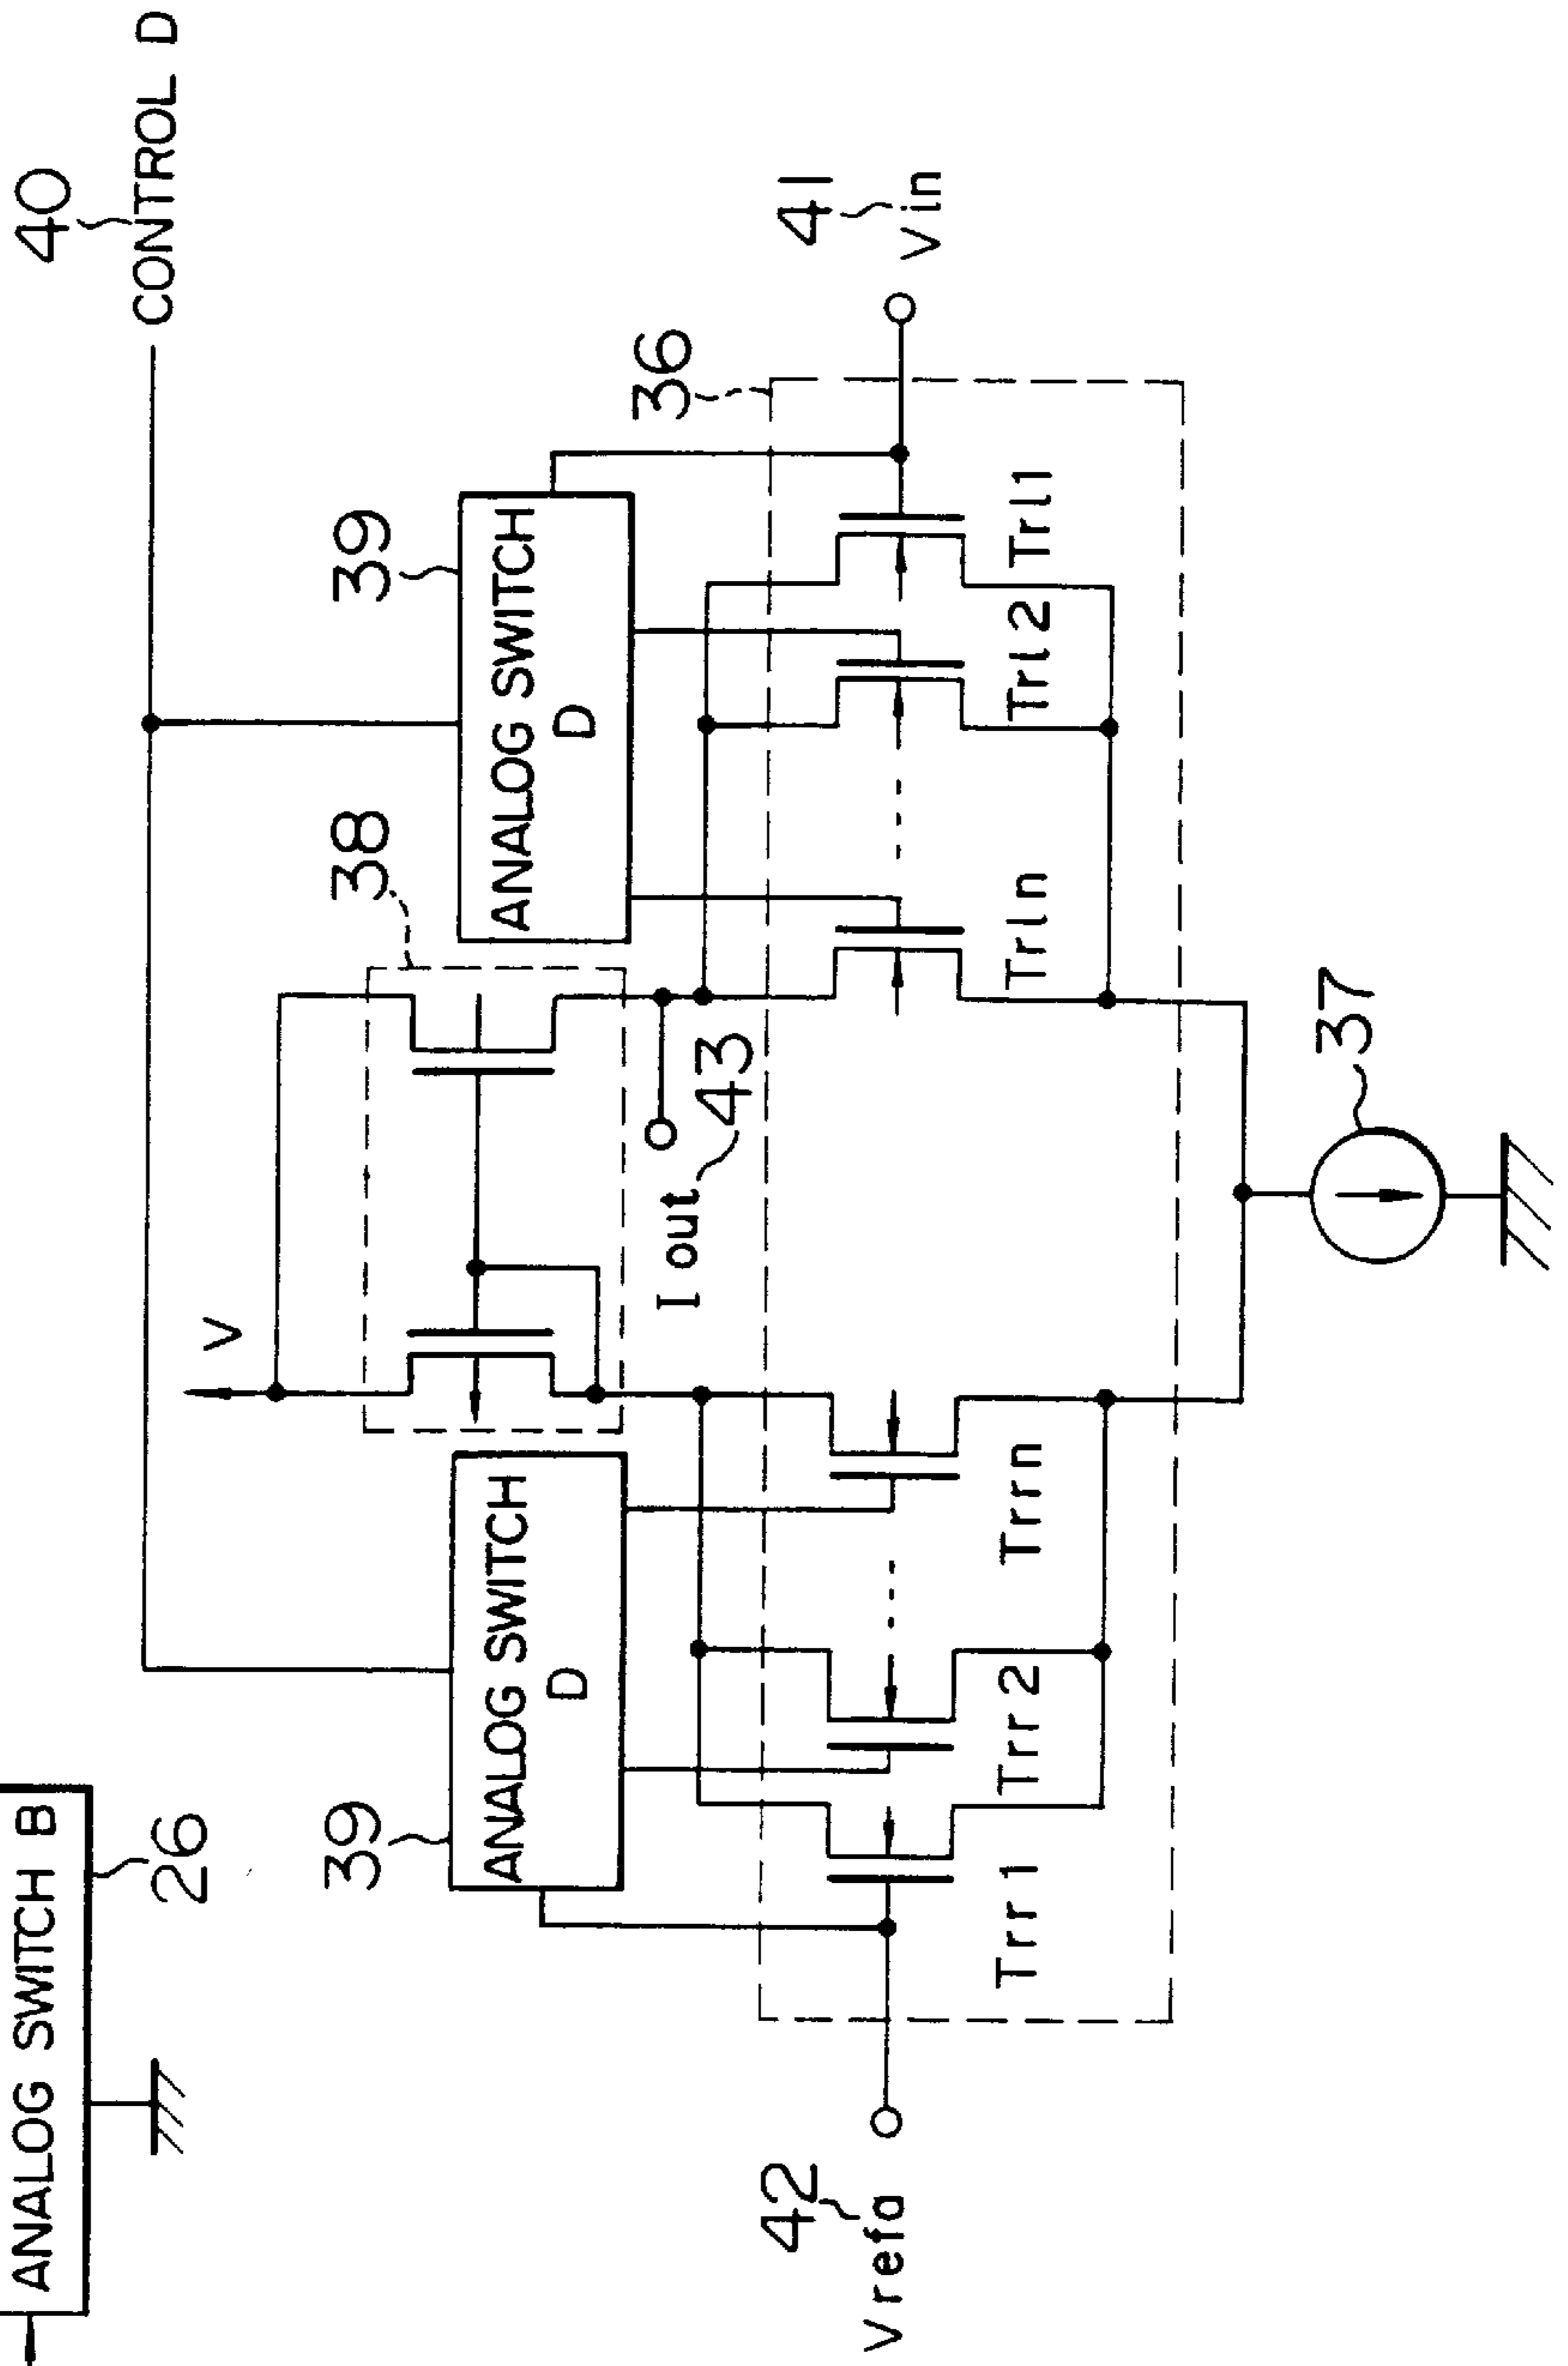 ANALOG SWITCH B
26
40
CONTROL D
39
ANALOG SWITCH
D
38
V
39
ANALOG SWITCH
D
36
I out
43
42
Vrefa
41
Vin
Trr1
Trr2
Trrn
Trln
Trl2
Trl1
37